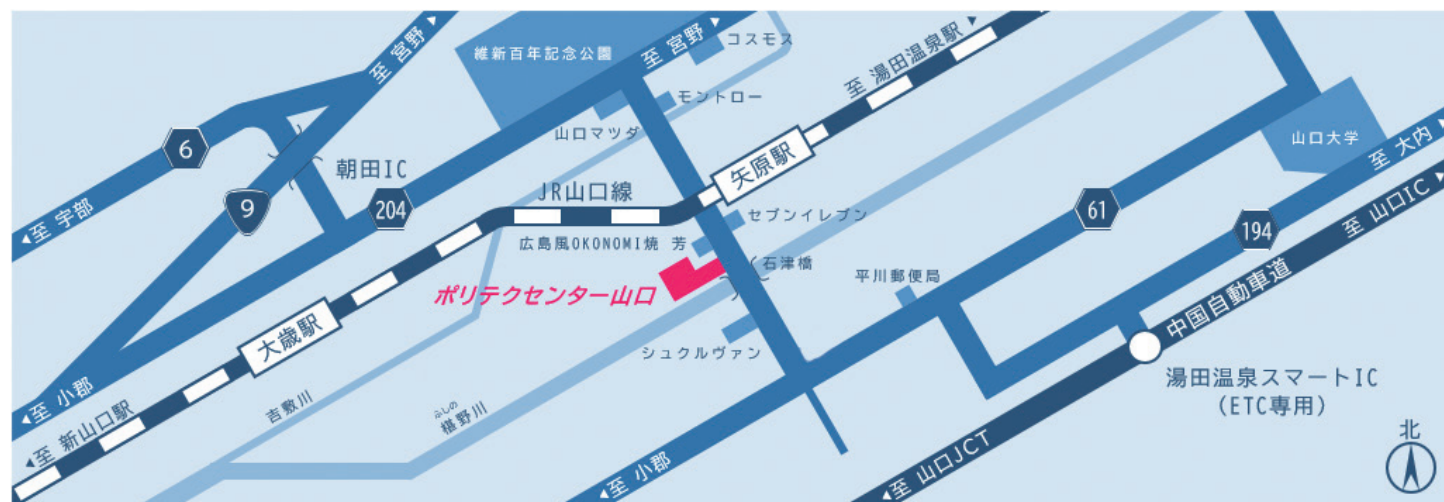 至 宮野
維新百年記念公園
至 宮野
コスモス
至 湯田温泉駅
モントロー
山口マツダ
山口大学
至 大内
6
朝田IC
矢原駅
JR山口線
204
9
至 宇部
セブンイレブン
61
至 山口IC
194
広島風OKONOMI焼 芳
石津橋
平川郵便局
ポリテクセンター山口
中国自動車道
大歳駅
シュクルヴァン
湯田温泉スマートIC
(ETC専用)
至 小郡
吉敷川
ふしの
椹野川
至 新山口駅
至 小郡
至 山口JCT
北